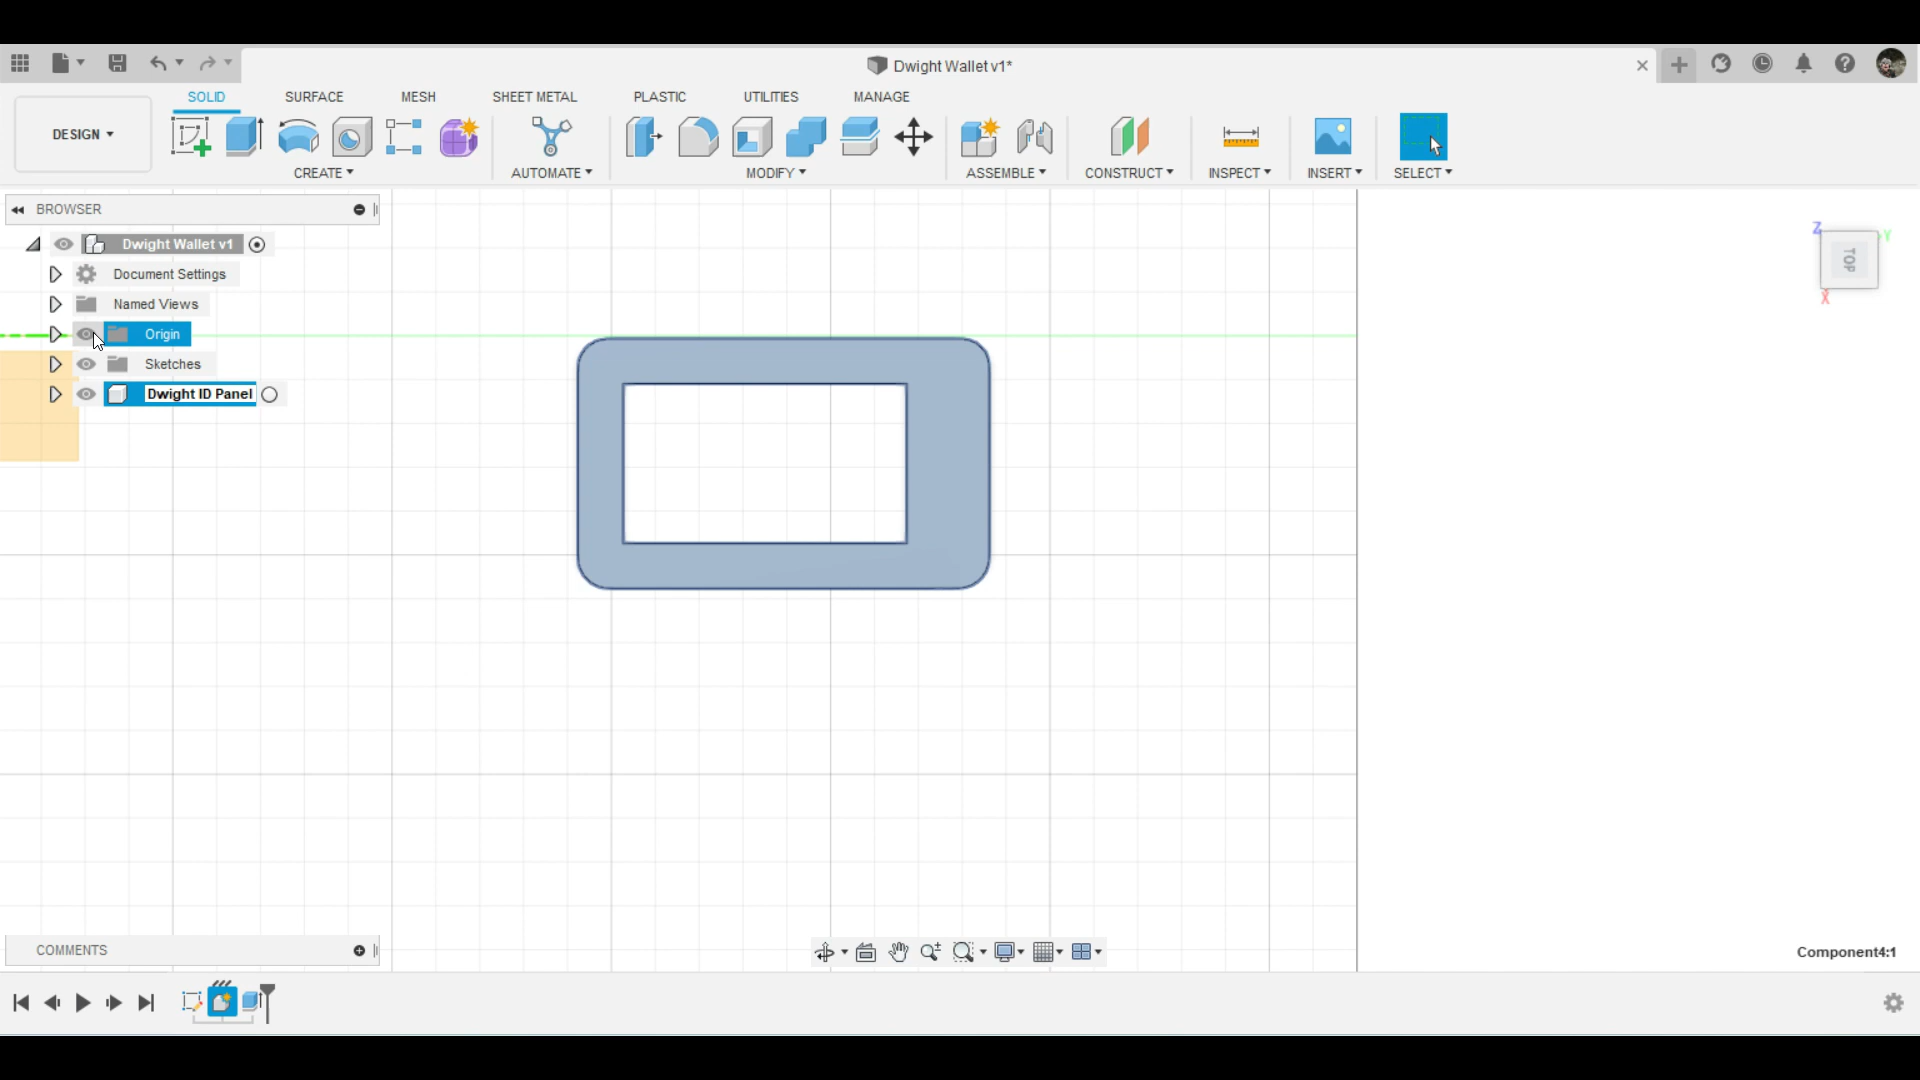 Dwight Wallet v1*
SOLID SURFACE MESH SHEET METAL PLASTIC UTILITIES MANAGE
DESIGN
CREATE AUTOMATE MODIFY ASSEMBLE CONSTRUCT INSPECT INSERT SELECT
BROWSER
Dwight Wallet v1
Document Settings
Named Views
Origin
Sketches
Dwight ID Panel
Z
Y
TOP
X
COMMENTS
Component4:1